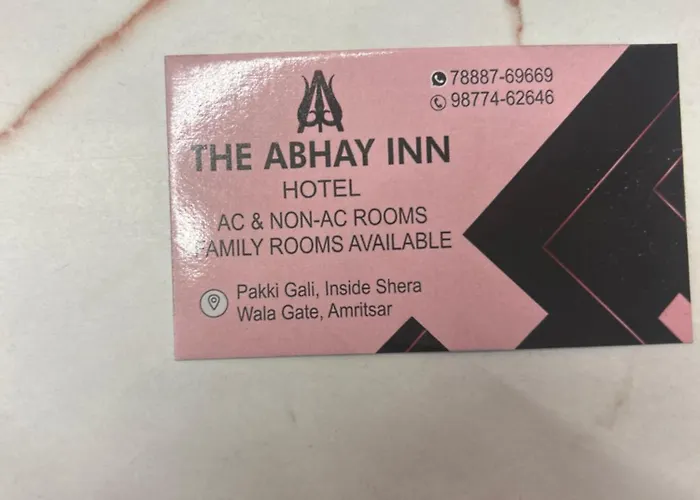 78887-69669
98774-62646
THE ABHAY INN
HOTEL
AC & NON-AC ROOMS
FAMILY ROOMS AVAILABLE
Pakki Gali, Inside Shera
Wala Gate, Amritsar